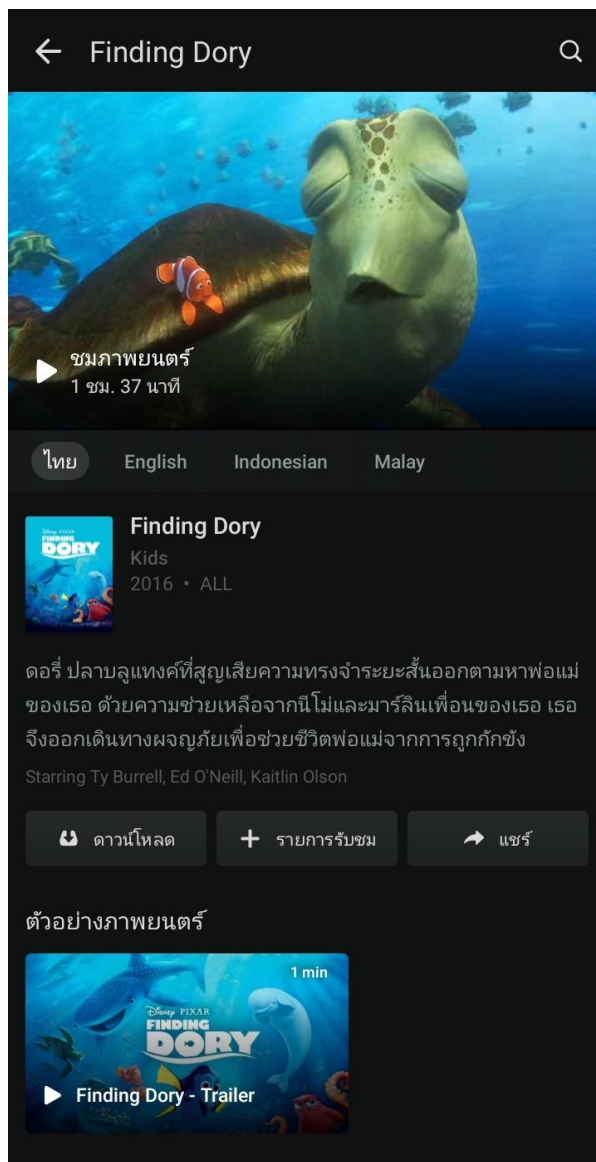 Finding Dory
ชมภาพยนตร์
1 ชม. 37 นาที
ไทย English Indonesian Malay
Disney PIXAR
FINDING
DORY
Finding Dory
Kids
2016 • ALL
ดอรี่ ปลาบลูแทงค์ที่สูญเสียความทรงจำระยะสั้นออกตามหาพ่อแม่
ของเธอ ด้วยความช่วยเหลือจากนีโม่และมาร์ลินเพื่อนของเธอ เธอ
จึงออกเดินทางผจญภัยเพื่อช่วยชีวิตพ่อแม่จากการถูกกักขัง
Starring Ty Burrell, Ed O'Neill, Kaitlin Olson
ดาวน์โหลด รายการรับชม แชร์
ตัวอย่างภาพยนตร์
1 min
Disney PIXAR
FINDING
DORY
Finding Dory - Trailer